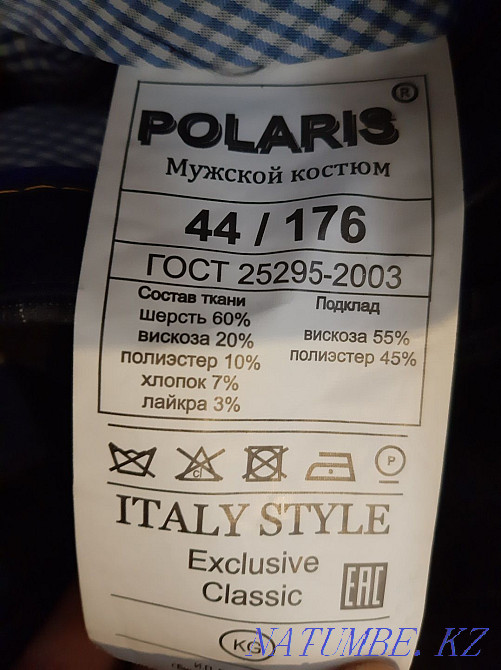 POLARIS ®
Мужской костюм
44 / 176
ГОСТ 25295-2003
Состав ткани
шерсть 60%
вискоза 20%
полиэстер 10%
хлопок 7%
лайкра 3%
Подклад
вискоза 55%
полиэстер 45%
cl
P
ITALY STYLE
Exclusive
Classic
EAC
KG
NATUMBE.KZ